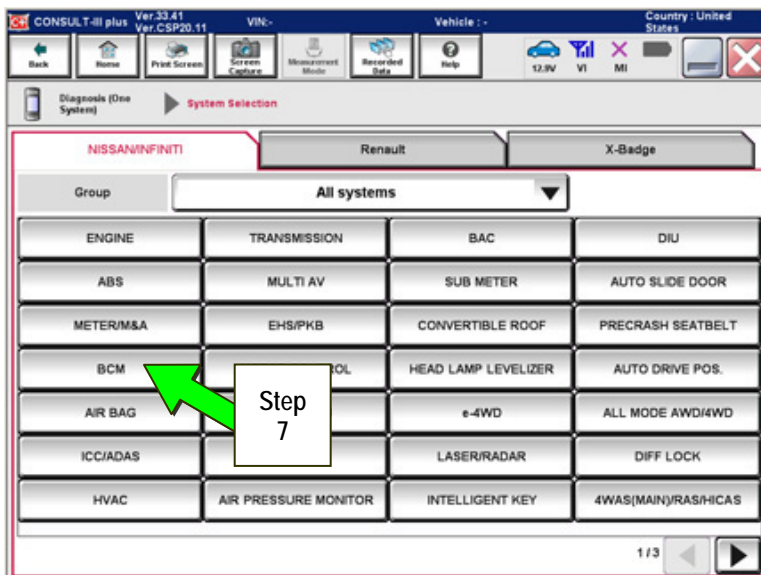 CONSULT-III plus Ver.33.41 VIN:- Vehicle : - Country : United
Ver.CSP20.11 States
Back Home Print Screen Screen Capture Measurement Mode Recorded Data Help 12.8V VI MI
Diagnosis (One System) System Selection
NISSAN/INFINITI Renault X-Badge
Group All systems
ENGINE TRANSMISSION BAC DIU
ABS MULTI AV SUB METER AUTO SLIDE DOOR
METER/M&A EHS/PKB CONVERTIBLE ROOF PRECRASH SEATBELT
BCM ROL HEAD LAMP LEVELIZER AUTO DRIVE POS.
AIR BAG e-4WD ALL MODE AWD/4WD
Step
7
ICC/ADAS LASER/RADAR DIFF LOCK
HVAC AIR PRESSURE MONITOR INTELLIGENT KEY 4WAS(MAIN)/RAS/HICAS
1/3